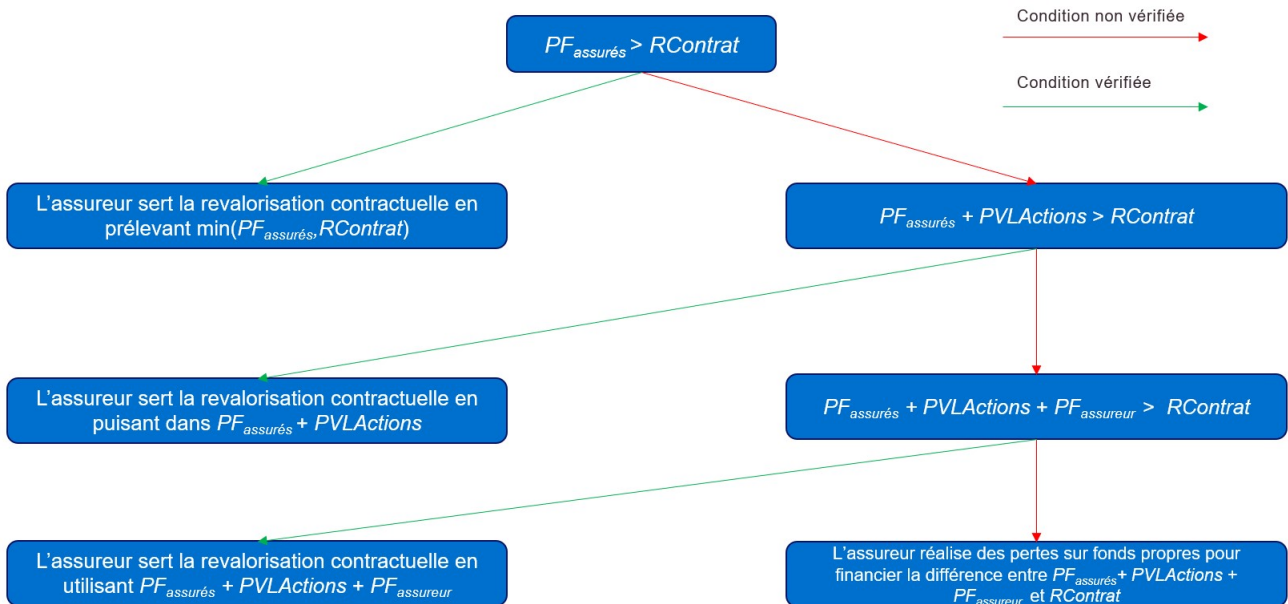 PFassurés > RContrat
Condition non vérifiée
Condition vérifiée
L'assureur sert la revalorisation contractuelle en
prélevant min(PFassurés,RContrat)
PFassurés + PVLActions > RContrat
L'assureur sert la revalorisation contractuelle en
puisant dans PFassurés + PVLActions
PFassurés + PVLActions + PFassureur > RContrat
L'assureur sert la revalorisation contractuelle en
utilisant PFassurés + PVLActions + PFassureur
L'assureur réalise des pertes sur fonds propres pour
financer la différence entre PFassurés+ PVLActions +
PFassureur et RContrat